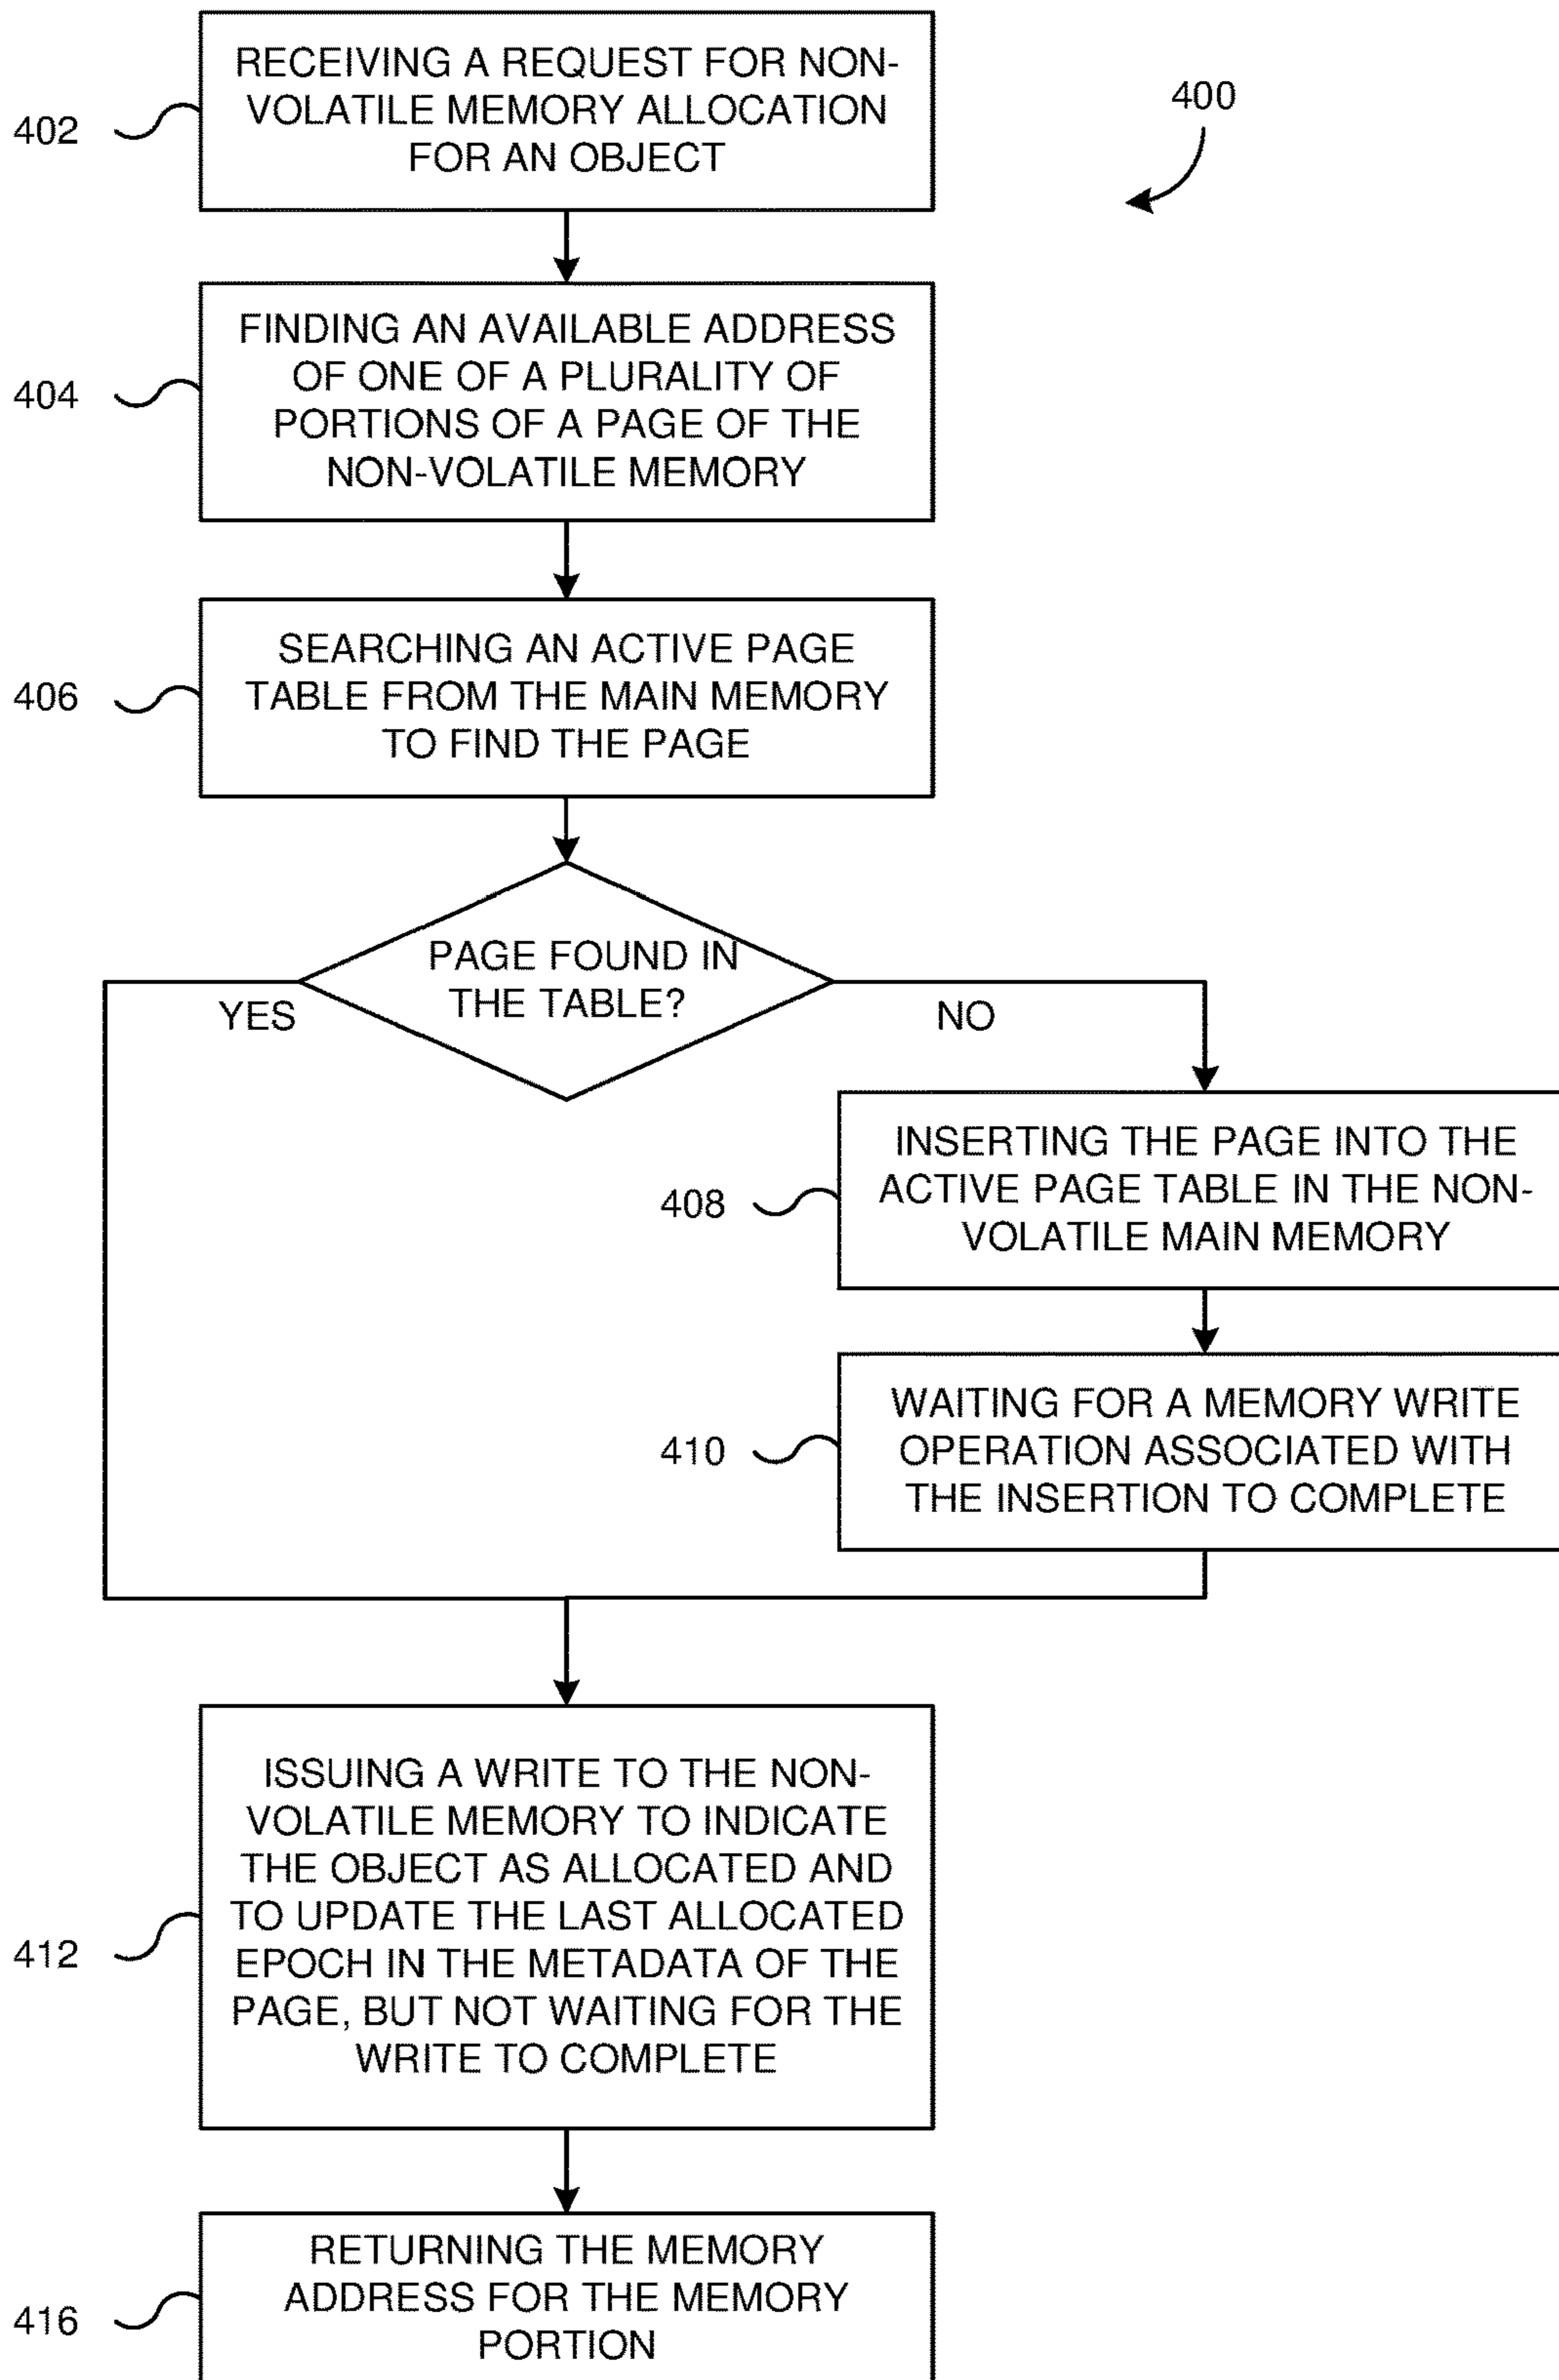 RECEIVING A REQUEST FOR NON-
VOLATILE MEMORY ALLOCATION
FOR AN OBJECT
402
400
FINDING AN AVAILABLE ADDRESS
OF ONE OF A PLURALITY OF
PORTIONS OF A PAGE OF THE
NON-VOLATILE MEMORY
404
SEARCHING AN ACTIVE PAGE
TABLE FROM THE MAIN MEMORY
TO FIND THE PAGE
406
PAGE FOUND IN
THE TABLE?
YES
NO
INSERTING THE PAGE INTO THE
ACTIVE PAGE TABLE IN THE NON-
VOLATILE MAIN MEMORY
408
WAITING FOR A MEMORY WRITE
OPERATION ASSOCIATED WITH
THE INSERTION TO COMPLETE
410
ISSUING A WRITE TO THE NON-
VOLATILE MEMORY TO INDICATE
THE OBJECT AS ALLOCATED AND
TO UPDATE THE LAST ALLOCATED
EPOCH IN THE METADATA OF THE
PAGE, BUT NOT WAITING FOR THE
WRITE TO COMPLETE
412
RETURNING THE MEMORY
ADDRESS FOR THE MEMORY
PORTION
416